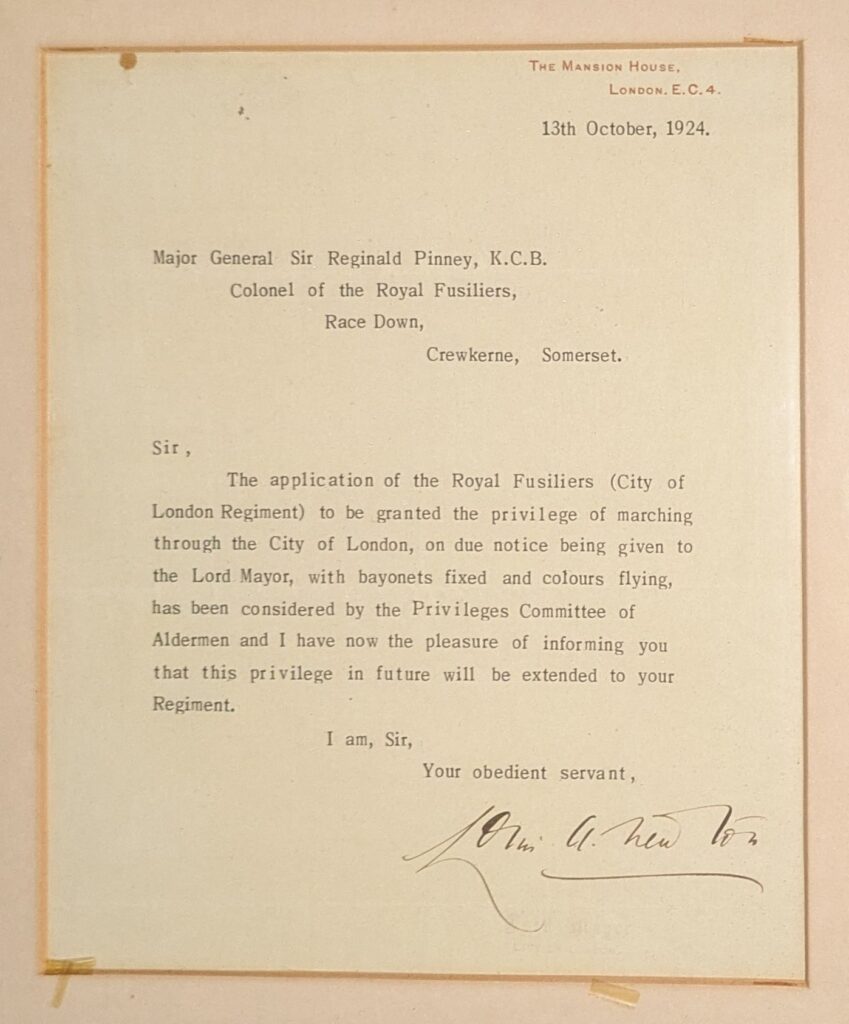 THE MANSION HOUSE,
LONDON. E.C.4.
13th October, 1924.
Major General Sir Reginald Pinney, K.C.B.
Colonel of the Royal Fusiliers,
Race Down,
Crewkerne, Somerset.
Sir,
The application of the Royal Fusiliers (City of
London Regiment) to be granted the privilege of marching
through the City of London, on due notice being given to
the Lord Mayor, with bayonets fixed and colours flying,
has been considered by the Privileges Committee of
Aldermen and I have now the pleasure of informing you
that this privilege in future will be extended to your
Regiment.
I am, Sir,
Your obedient servant,
Louis A. Newton